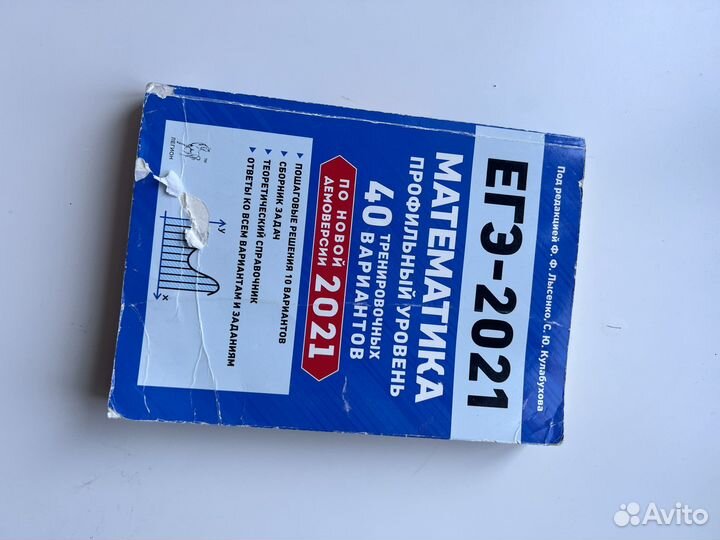 Под редакцией Ф. Ф. Лысенко, С. Ю. Кулабухова
ЕГЭ-2021
МАТЕМАТИКА
ПРОФИЛЬНЫЙ УРОВЕНЬ
40 ТРЕНИРОВОЧНЫХ
ВАРИАНТОВ
ПО НОВОЙ
ДЕМОВЕРСИИ
2021
ПОШАГОВЫЕ РЕШЕНИЯ 10 ВАРИАНТОВ
СБОРНИК ЗАДАЧ
ТЕОРЕТИЧЕСКИЙ СПРАВОЧНИК
ОТВЕТЫ КО ВСЕМ ВАРИАНТАМ И ЗАДАНИЯМ
ЛЕГИОН
TM
y
x
Avito